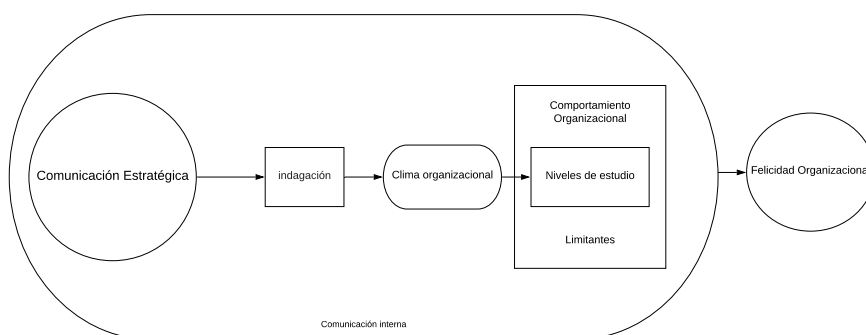 Comportamiento
Organizacional
Comunicación Estratégica
indagación
Clima organizacional
Niveles de estudio
Felicidad Organizaciona
Limitantes
Comunicación interna